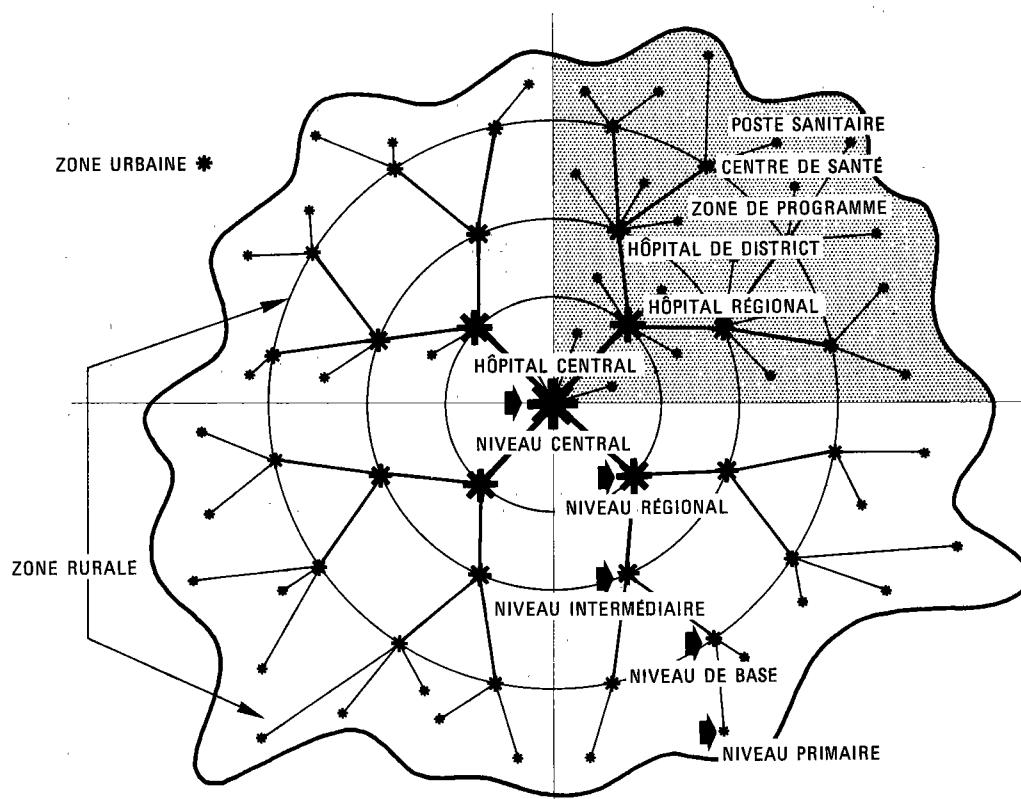 POSTE SANITAIRE
ZONE URBAINE
CENTRE DE SANTÉ
ZONE DE PROGRAMME
HÔPITAL DE DISTRICT
HÔPITAL RÉGIONAL
HÔPITAL CENTRAL
NIVEAU CENTRAL
NIVEAU RÉGIONAL
ZONE RURALE
NIVEAU INTERMÉDIAIRE
NIVEAU DE BASE
NIVEAU PRIMAIRE